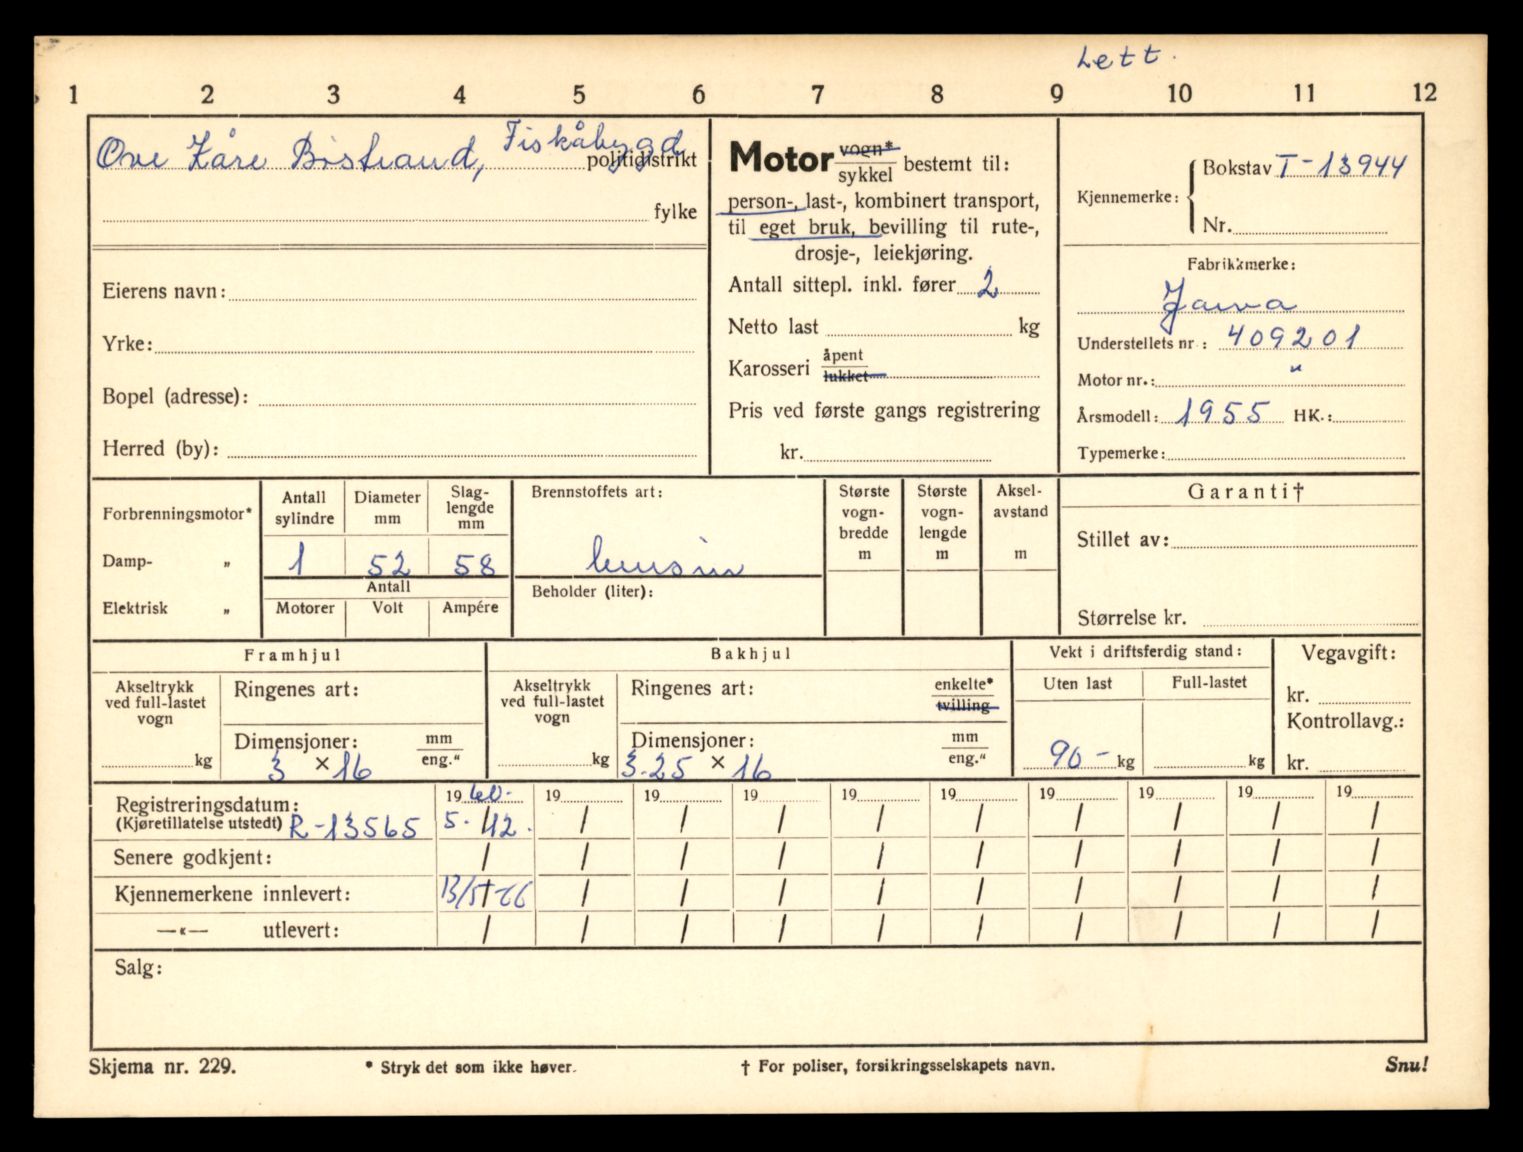 Lett.
1 2 3 4 5 6 7 8 9 10 11 12
Ove Kåre Bøstrand, Fiskåbygd politidistrikt
fylke
Eierens navn:
Yrke:
Bopel (adresse):
Herred (by):
Motor vogn* sykkel bestemt til:
person-, last-, kombinert transport,
til eget bruk, bevilling til rute-,
drosje-, leiekjøring.
Antall sittepl. inkl. fører 2
Netto last kg
Karosseri åpent lukket
Pris ved første gangs registrering
kr.
Kjennemerke: Bokstav T-13944
Nr.
Fabrikkmerke:
Jawa
Understellets nr.: 409201
Motor nr.: "
Årsmodell: 1955 HK.:
Typemerke:
Forbrenningsmotor*
Damp- „
Elektrisk „
Antall sylindre
Diameter mm
Slag-lengde mm
1 52 58
Antall
Motorer Volt Ampére
Brennstoffets art:
bensin
Beholder (liter):
Største vogn-bredde m
Største vogn-lengde m
Aksel-avstand m
Garanti†
Stillet av:
Størrelse kr.
Framhjul
Akseltrykk ved full-lastet vogn
kg
Ringenes art:
Dimensjoner: mm eng."
3 × 16
Bakhjul
Akseltrykk ved full-lastet vogn
kg
Ringenes art: enkelte* tvilling
Dimensjoner: mm eng."
3.25 × 16
Vekt i driftsferdig stand:
Uten last Full-lastet
90- kg kg
Vegavgift:
kr.
Kontrollavg.:
kr.
Registreringsdatum: 1960. 19 19 19 19 19 19 19 19 19
(Kjøretillatelse utstedt) R-13565 5./12. / / / / / / / / /
Senere godkjent: / / / / / / / / / /
Kjennemerkene innlevert: 13/5-66 / / / / / / / / /
—«— utlevert: / / / / / / / / / /
Salg:
Skjema nr. 229. * Stryk det som ikke høver. † For poliser, forsikringsselskapets navn. Snu!